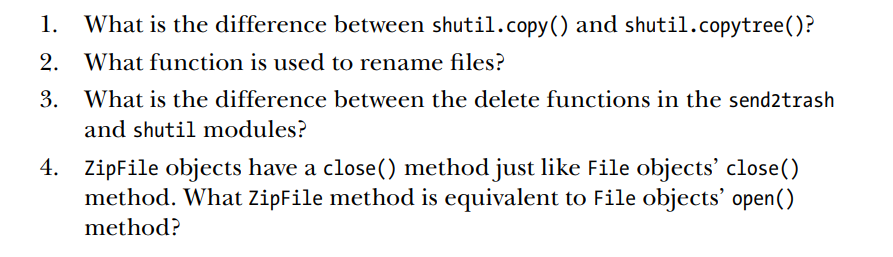 1. What is the difference between shutil.copy() and shutil.copytree()?
2. What function is used to rename files?
3. What is the difference between the delete functions in the send2trash
and shutil modules?
4. ZipFile objects have a close() method just like File objects’ close()
method. What ZipFile method is equivalent to File objects’ open()
method?